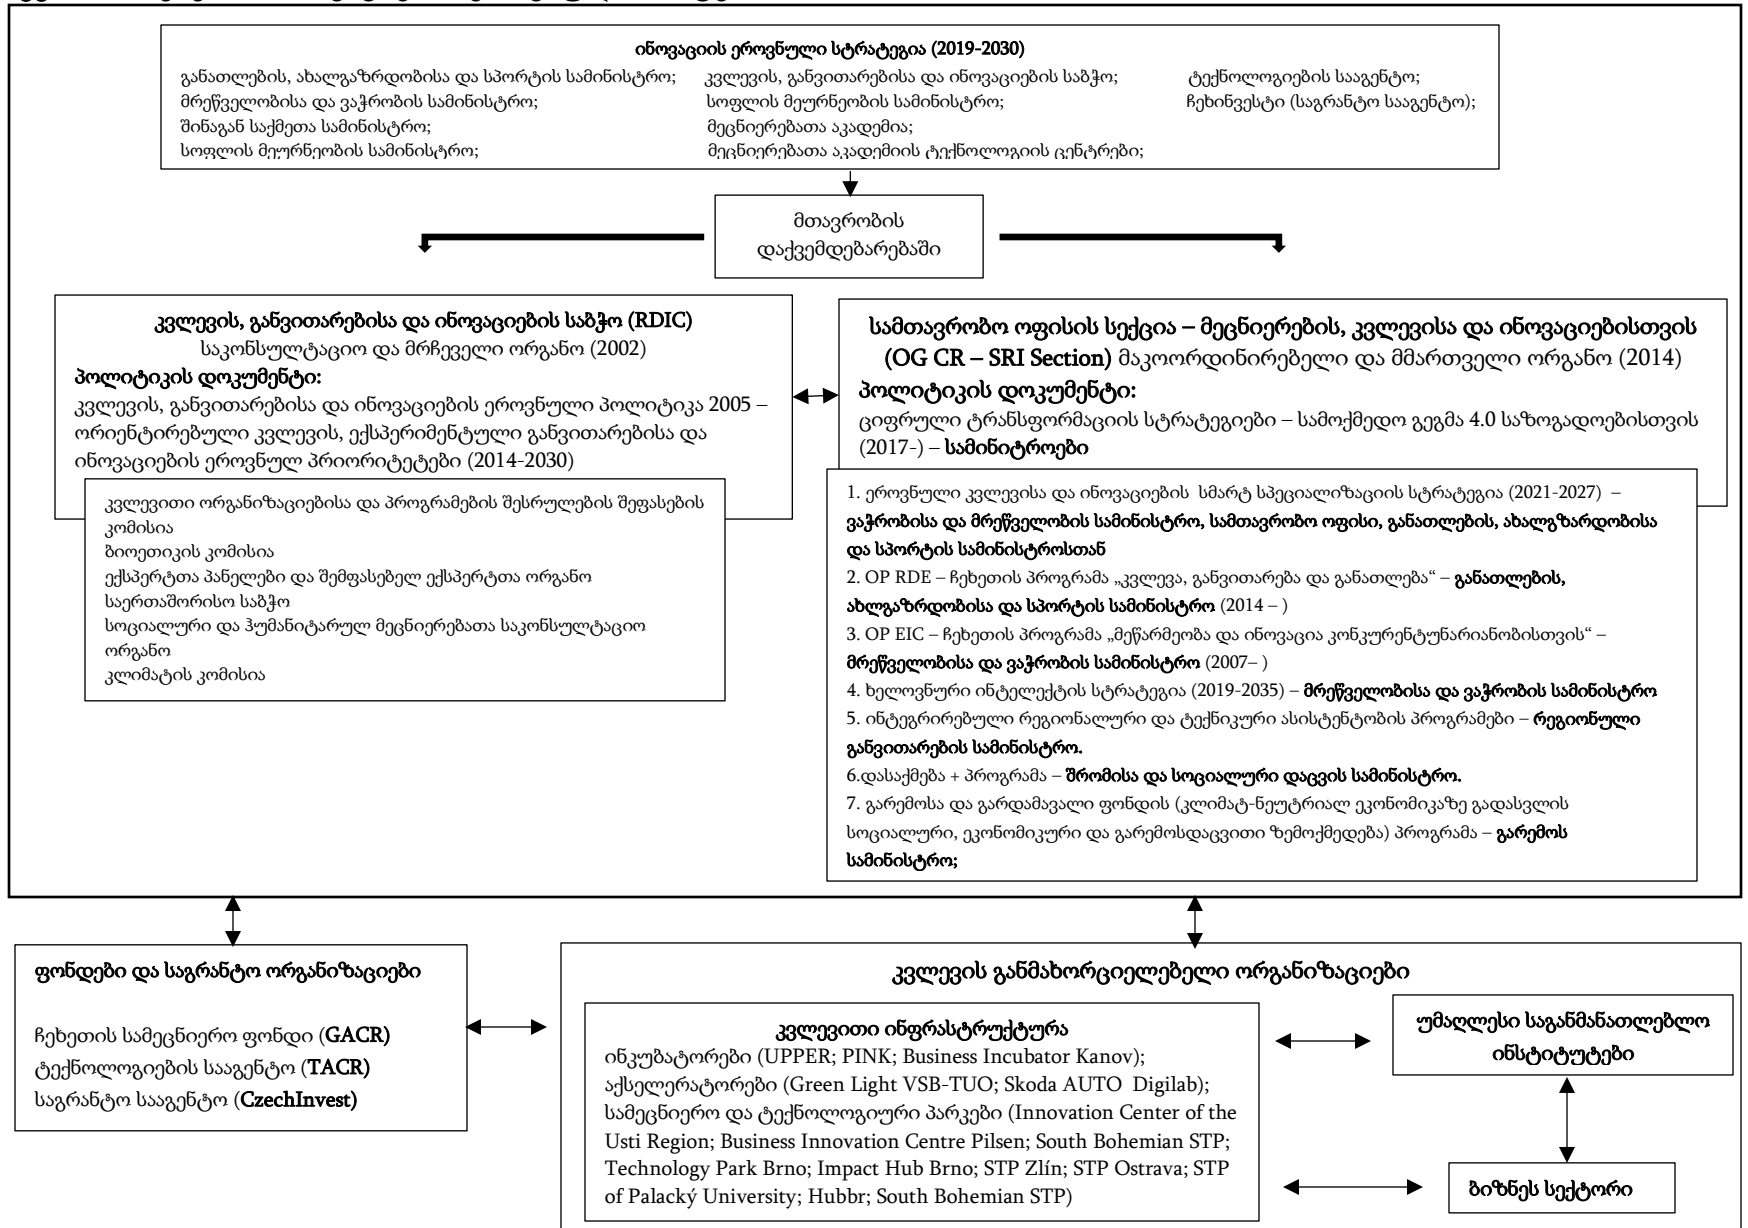 ინოვაციის ეროვნული სტრატეგია (2019-2030)
განათლების, ახალგაზრდობისა და სპორტის სამინისტრო;
მრეწველობისა და ვაჭრობის სამინისტრო;
შინაგან საქმეთა სამინისტრო;
სოფლის მეურნეობის სამინისტრო;
კვლევის, განვითარებისა და ინოვაციების საბჭო;
სოფლის მეურნეობის სამინისტრო;
მეცნიერებათა აკადემია;
მეცნიერებათა აკადემიის ტექნოლოგიის ცენტრები;
ტექნოლოგიების სააგენტო;
ჩეხინვესტი (საგრანტო სააგენტო);
მთავრობის
დაქვემდებარებაში
კვლევის, განვითარებისა და ინოვაციების საბჭო (RDIC)
საკონსულტაციო და მრჩეველი ორგანო (2002)
პოლიტიკის დოკუმენტი:
კვლევის, განვითარებისა და ინოვაციების ეროვნული პოლიტიკა 2005 –
ორიენტირებული კვლევის, ექსპერიმენტული განვითარებისა და
ინოვაციების ეროვნულ პრიორიტეტები (2014-2030)
კვლევითი ორგანიზაციებისა და პროგრამების შესრულების შეფასების
კომისია
ბიოეთიკის კომისია
ექსპერტთა პანელები და შემფასებელ ექსპერტთა ორგანო
საერთაშორისო საბჭო
სოციალური და ჰუმანიტარულ მეცნიერებათა საკონსულტაციო
ორგანო
კლიმატის კომისია
სამთავრობო ოფისის სექცია – მეცნიერების, კვლევისა და ინოვაციებისთვის
(OG CR – SRI Section) მაკოორდინირებელი და მმართველი ორგანო (2014)
პოლიტიკის დოკუმენტი:
ციფრული ტრანსფორმაციის სტრატეგიები – სამოქმედო გეგმა 4.0 საზოგადოებისთვის
(2017-) – სამინიტროები
1. ეროვნული კვლევისა და ინოვაციების სმარტ სპეციალიზაციის სტრატეგია (2021-2027) –
ვაჭრობისა და მრეწველობის სამინისტრო, სამთავრობო ოფისი, განათლების, ახალგზარდობისა
და სპორტის სამინისტროსთან
2. OP RDE – ჩეხეთის პროგრამა „კვლევა, განვითარება და განათლება“ – განათლების,
ახლგაზრდობისა და სპორტის სამინისტრო (2014 – )
3. OP EIC – ჩეხეთის პროგრამა „მეწარმეობა და ინოვაცია კონკურენტუნარიანობისთვის“ –
მრეწველობისა და ვაჭრობის სამინისტრო (2007– )
4. ხელოვნური ინტელექტის სტრატეგია (2019-2035) – მრეწველობისა და ვაჭრობის სამინისტრო
5. ინტეგრირებული რეგიონალური და ტექნიკური ასისტენტობის პროგრამები – რეგიონული
განვითარების სამინისტრო.
6.დასაქმება + პროგრამა – შრომისა და სოციალური დაცვის სამინისტრო.
7. გარემოსა და გარდამავალი ფონდის (კლიმატ-ნეუტრიალ ეკონომიკაზე გადასვლის
სოციალური, ეკონომიკური და გარემოსდაცვითი ზემოქმედება) პროგრამა – გარემოს
სამინისტრო;
ფონდები და საგრანტო ორგანიზაციები
ჩეხეთის სამეცნიერო ფონდი (GACR)
ტექნოლოგიების სააგენტო (TACR)
საგრანტო სააგენტო (CzechInvest)
კვლევის განმახორციელებელი ორგანიზაციები
კვლევითი ინფრასტრუქტურა
ინკუბატორები (UPPER; PINK; Business Incubator Kanov);
აქსელერატორები (Green Light VSB-TUO; Skoda AUTO Digilab);
სამეცნიერო და ტექნოლოგიური პარკები (Innovation Center of the
Usti Region; Business Innovation Centre Pilsen; South Bohemian STP;
Technology Park Brno; Impact Hub Brno; STP Zlín; STP Ostrava; STP
of Palacký University; Hubbr; South Bohemian STP)
უმაღლესი საგანმანათლებლო
ინსტიტუტები
ბიზნეს სექტორი